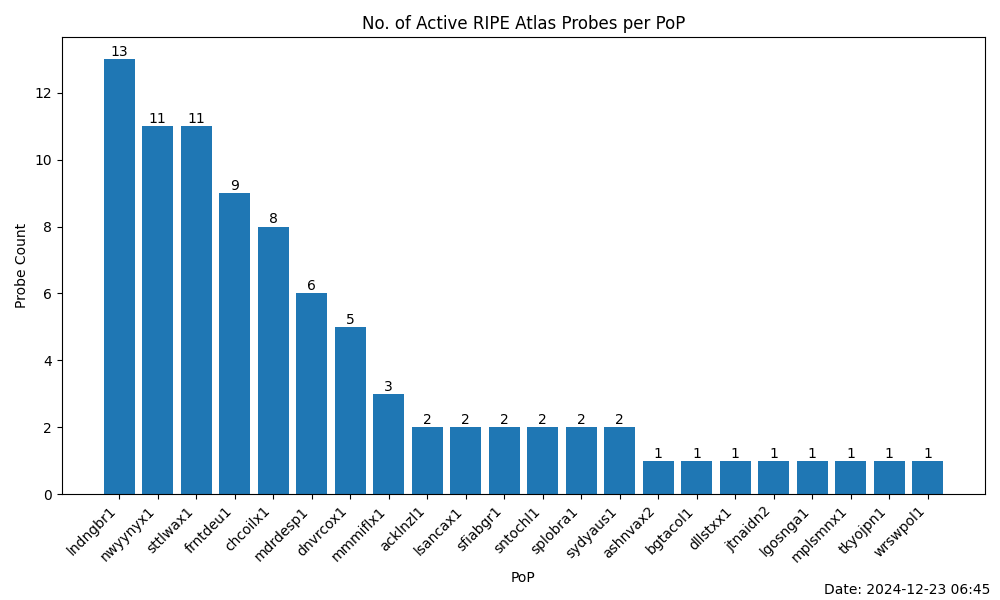 No. of Active RIPE Atlas Probes per PoP
Probe Count
12
10
8
6
4
2
0
13
11
11
9
8
6
5
3
2
2
2
2
2
2
1
1
1
1
1
1
1
1
lndngbr1
nwyynyx1
sttlwax1
frntdeu1
chcoilx1
mdrdesp1
dnvrcox1
mmmiflx1
acklnzl1
lsancax1
sfiabgr1
sntochl1
splobra1
sydyaus1
ashnvax2
bgtacol1
dllstxx1
jtnaidn2
lgosnga1
mplsmnx1
tkyojpn1
wrswpol1
PoP
Date: 2024-12-23 06:45